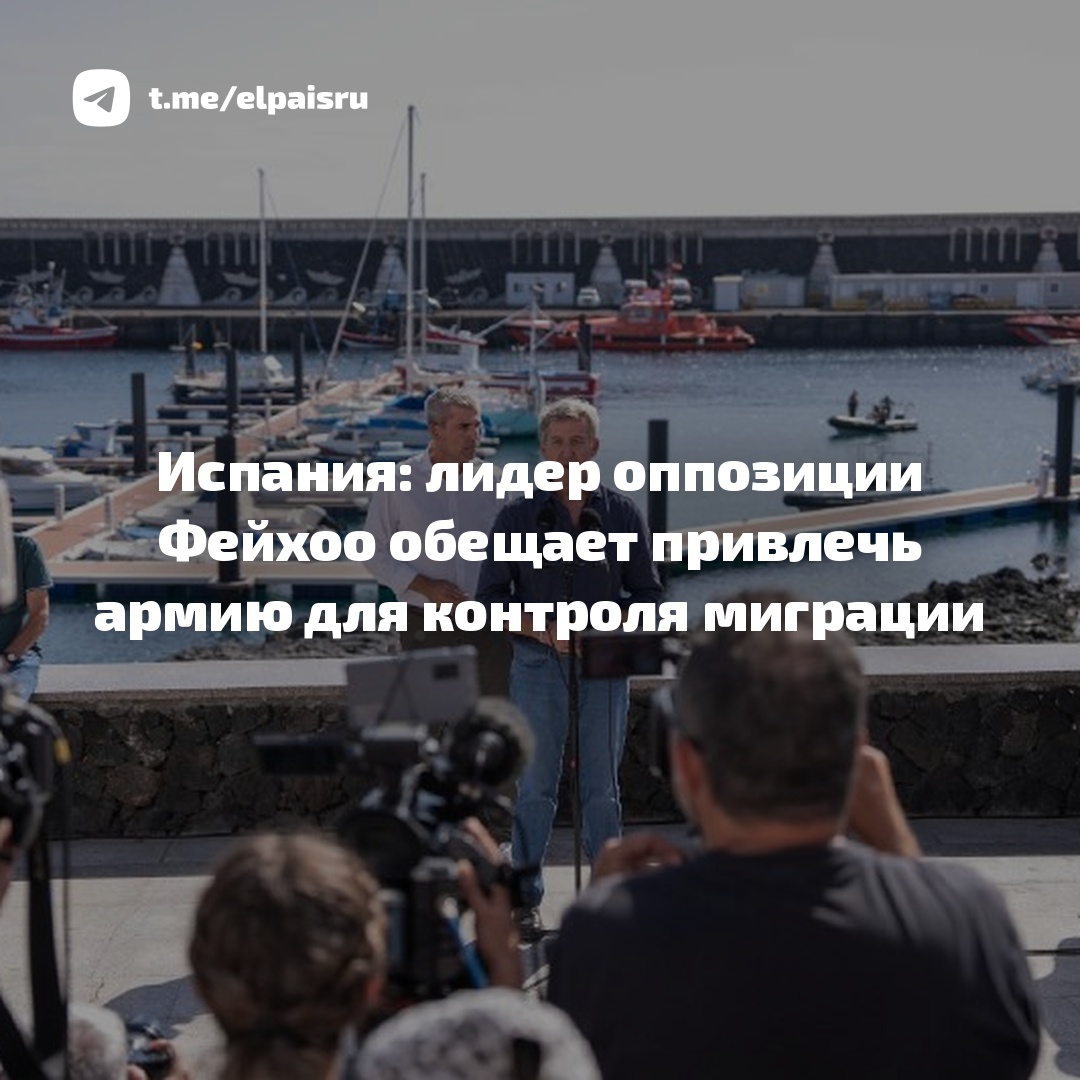 t.me/elpaisru
Испания: лидер оппозиции
Фейхоо обещает привлечь
армию для контроля миграции